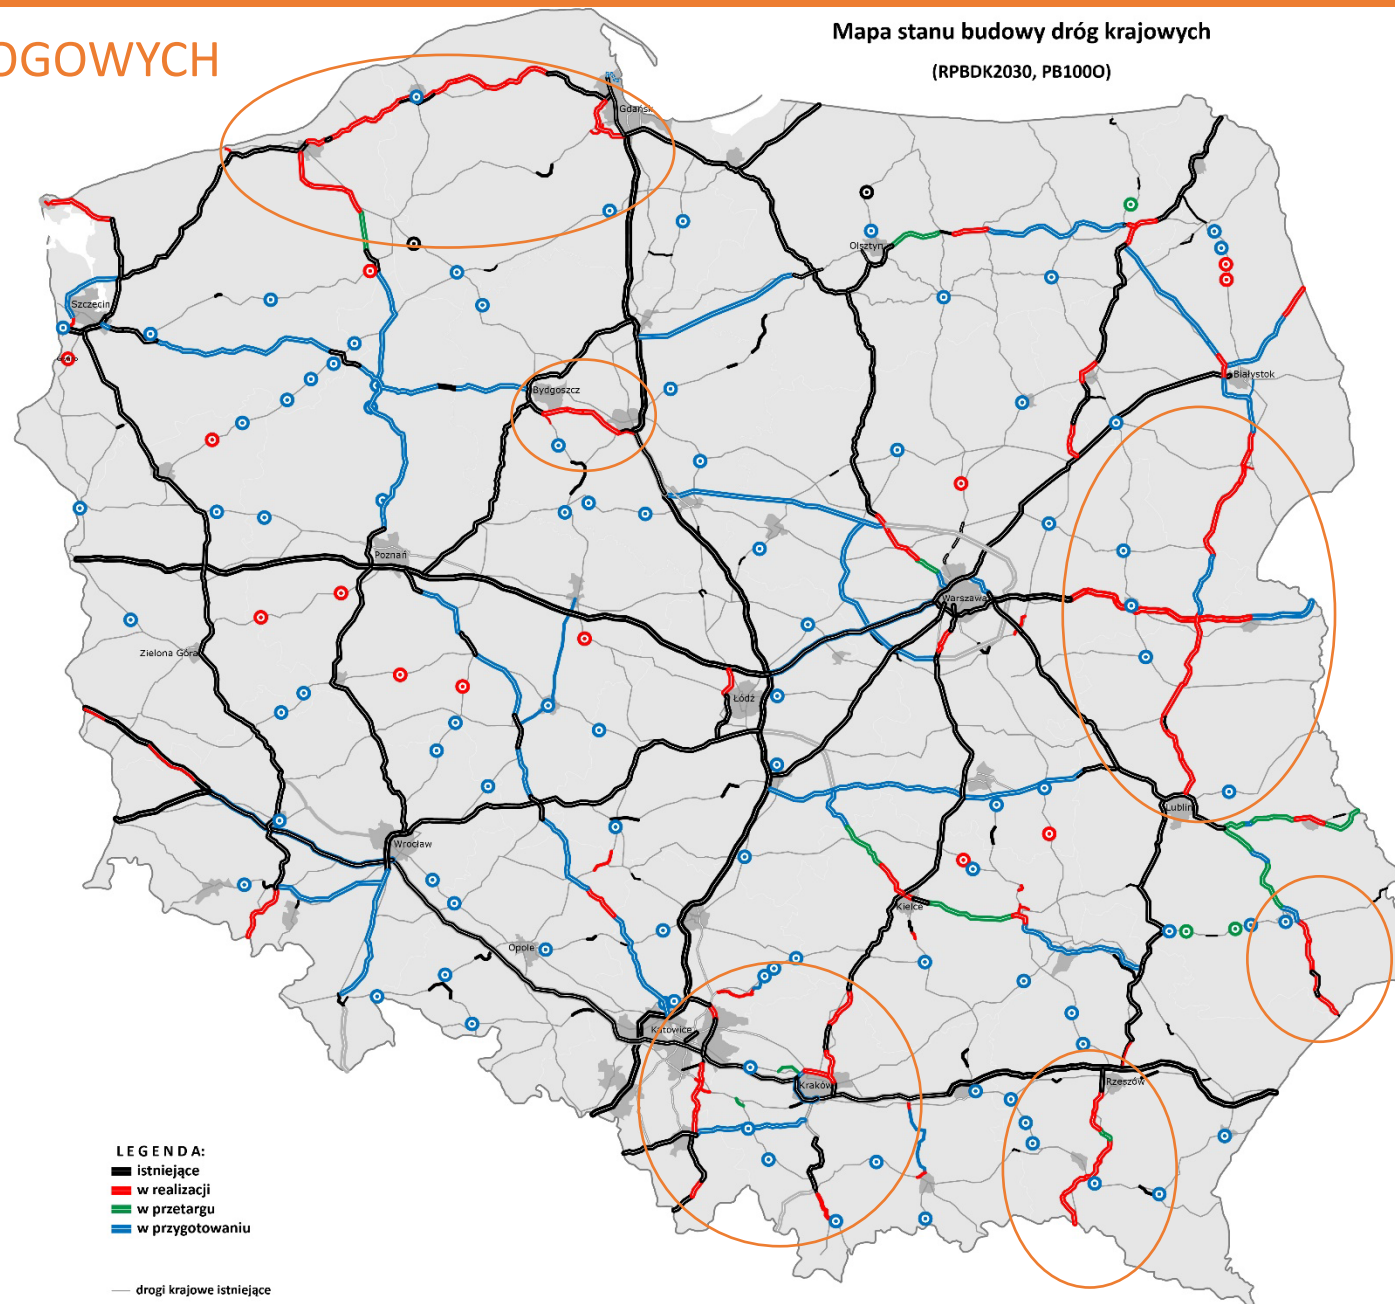 OGOWYCH
Mapa stanu budowy dróg krajowych
(RPBDK2030, PB100O)
Gdańsk
Olsztyn
Szczecin
Białystok
Bydgoszcz
Poznań
Warszawa
Zielona Góra
Łódź
Lublin
Wrocław
Kielce
Opole
Katowice
Kraków
Rzeszów
LEGENDA:
istniejące
w realizacji
w przetargu
w przygotowaniu
drogi krajowe istniejące